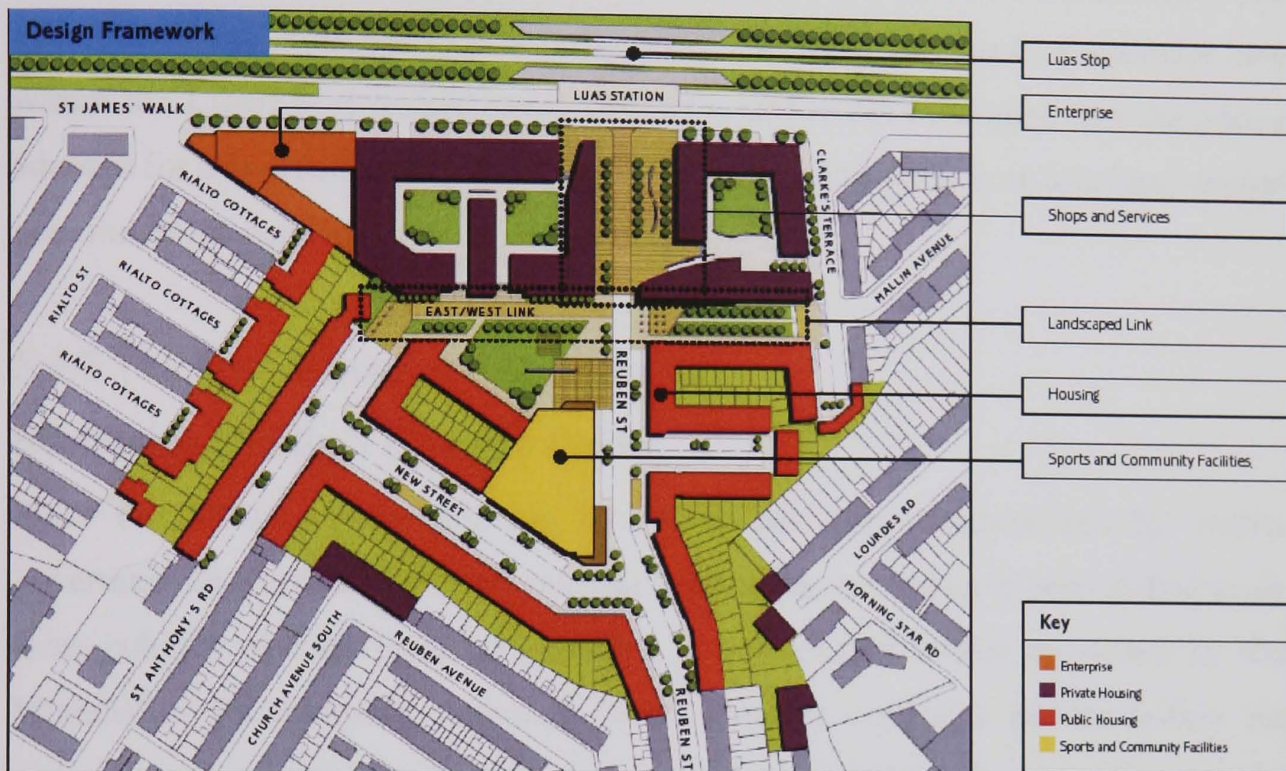 Design Framework
Luas Stop
LUAS STATION
ST JAMES' WALK
Enterprise
RIALTO COTTAGES
CLARKE'S TERRACE
Shops and Services
MALLIN AVENUE
RIALTO ST
RIALTO COTTAGES
EAST/WEST LINK
Landscaped Link
RIALTO COTTAGES
REUBEN ST
Housing
Sports and Community Facilities
NEW STREET
LOURDES RD
MORNING STAR RD
ST ANTHONY'S RD
CHURCH AVENUE SOUTH
REUBEN AVENUE
REUBEN ST
Key
Enterprise
Private Housing
Public Housing
Sports and Community Facilities